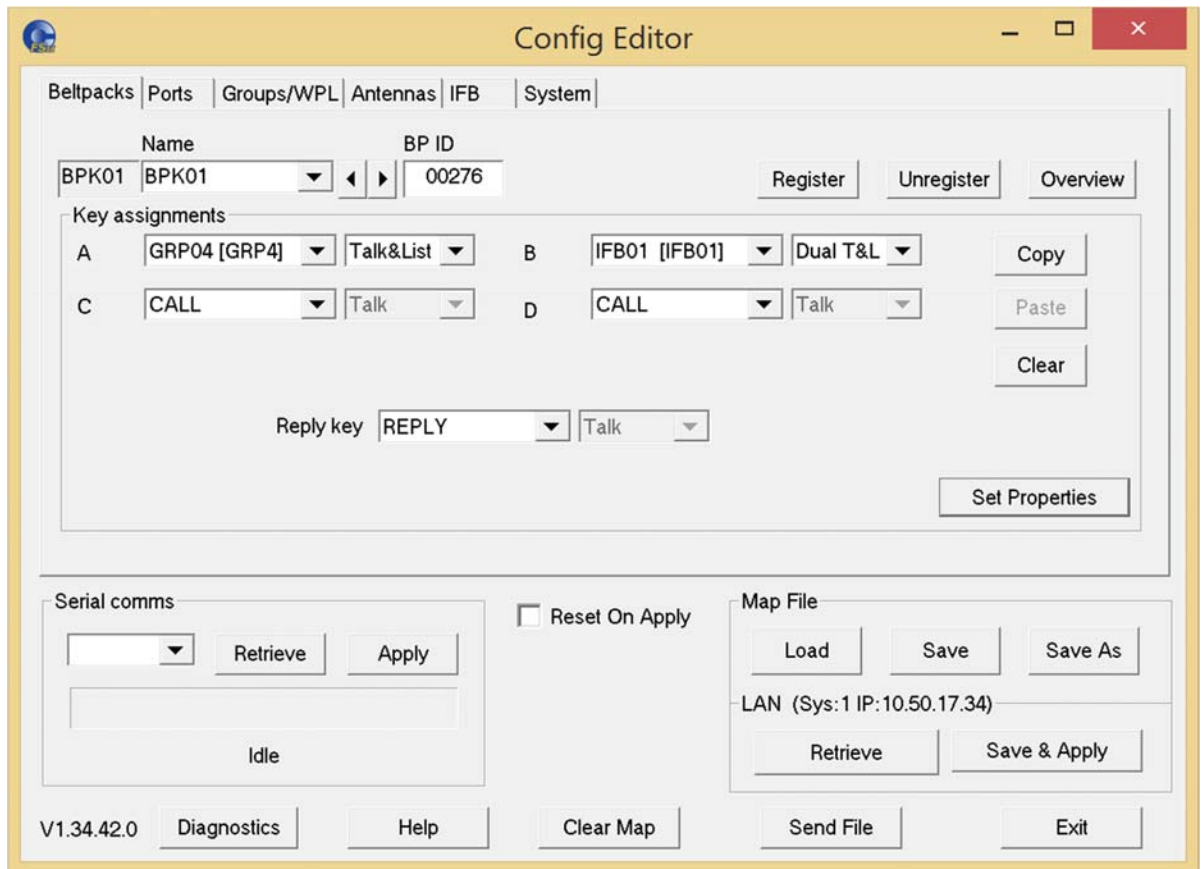 FSII
Config Editor
Beltpacks Ports Groups/WPL Antennas IFB System
Name BP ID
BPK01 BPK01 00276 Register Unregister Overview
Key assignments
A GRP04 [GRP4] Talk&List B IFB01 [IFB01] Dual T&L Copy
C CALL Talk D CALL Talk Paste
Clear
Reply key REPLY Talk
Set Properties
Serial comms Reset On Apply Map File
Retrieve Apply Load Save Save As
LAN (Sys:1 IP:10.50.17.34)
Idle Retrieve Save & Apply
V1.34.42.0 Diagnostics Help Clear Map Send File Exit